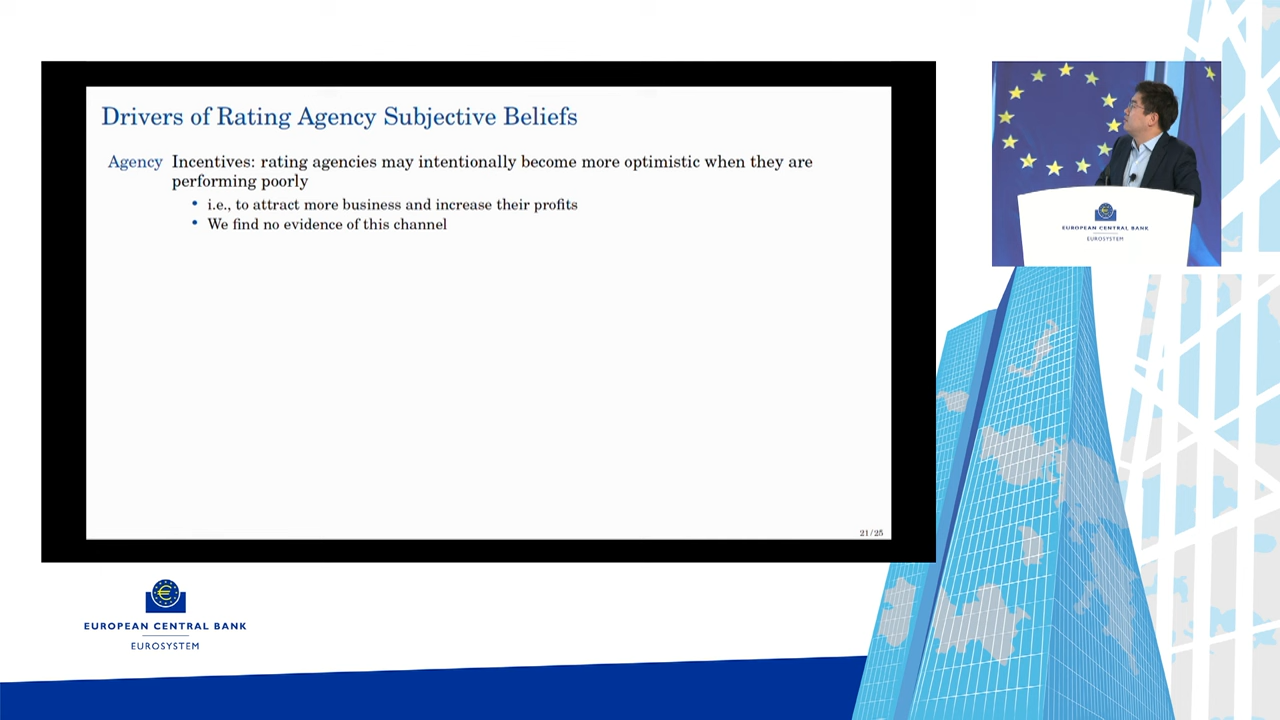 Drivers of Rating Agency Subjective Beliefs
Agency Incentives: rating agencies may intentionally become more optimistic when they are
performing poorly
• i.e., to attract more business and increase their profits
• We find no evidence of this channel
21/25
EUROPEAN CENTRAL BANK
EUROSYSTEM
EUROPEAN CENTRAL BANK
EUROSYSTEM